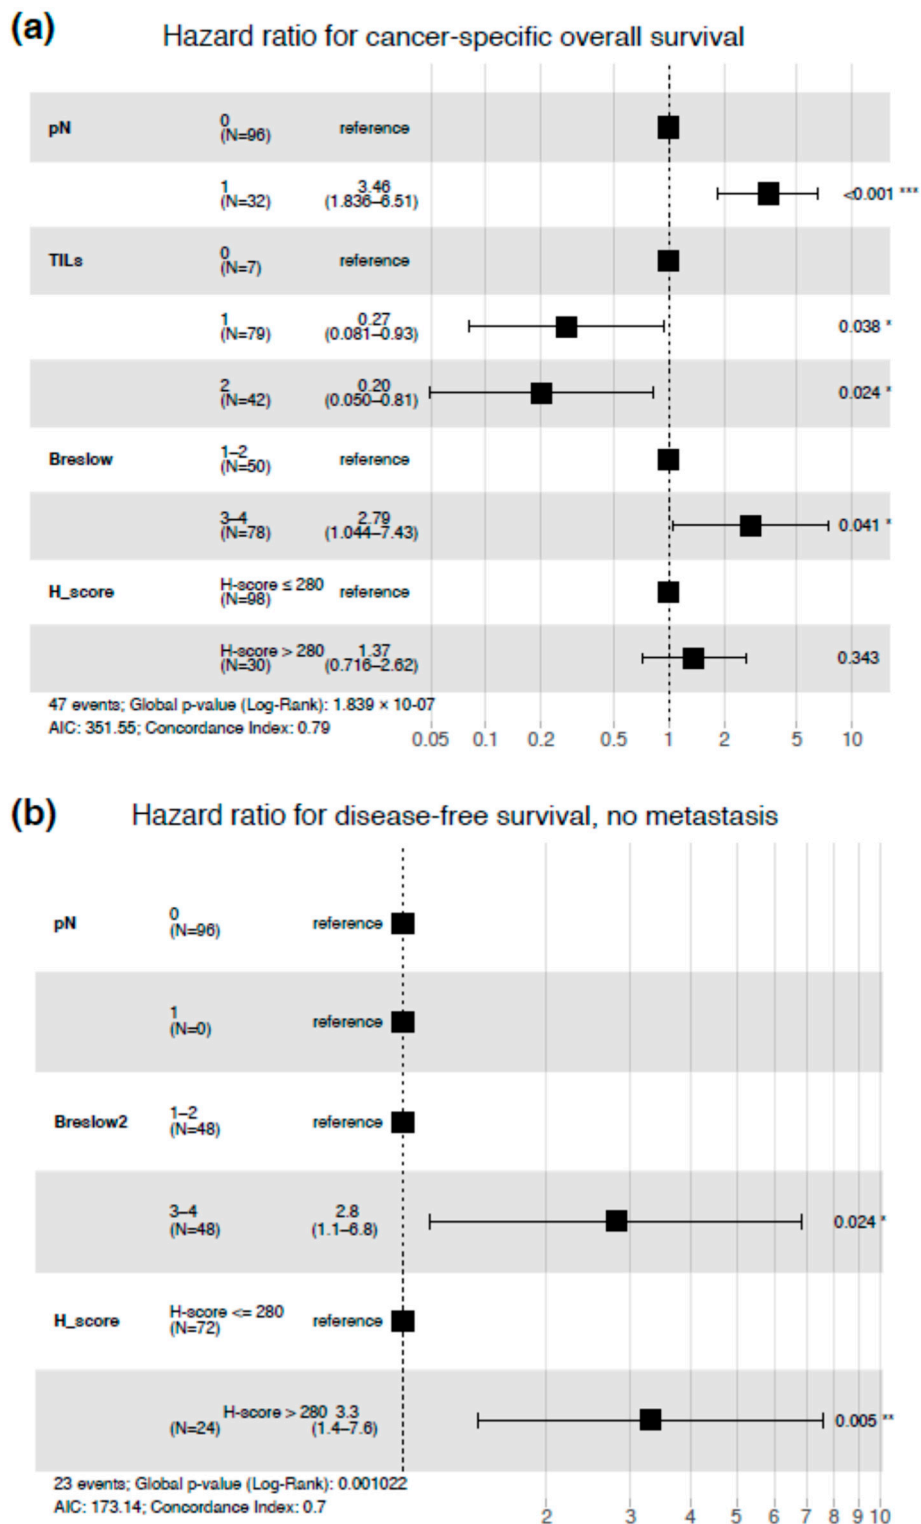 (a)
Hazard ratio for cancer-specific overall survival
pN 0 reference
(N=96)
1 3.46 <0.001 ***
(N=32) (1.836–6.51)
TILs 0 reference
(N=7)
1 0.27 0.038 *
(N=79) (0.081–0.93)
2 0.20 0.024 *
(N=42) (0.050–0.81)
Breslow 1–2 reference
(N=50)
3–4 2.79 0.041 *
(N=78) (1.044–7.43)
H_score H-score ≤ 280 reference
(N=98)
H-score > 280 1.37 0.343
(N=30) (0.716–2.62)
47 events; Global p-value (Log-Rank): 1.839 × 10-07
AIC: 351.55; Concordance Index: 0.79
0.05 0.1 0.2 0.5 1 2 5 10
(b)
Hazard ratio for disease-free survival, no metastasis
pN 0 reference
(N=96)
1 reference
(N=0)
Breslow2 1–2 reference
(N=48)
3–4 2.8 0.024 *
(N=48) (1.1–6.8)
H_score H-score <= 280 reference
(N=72)
H-score > 280 3.3 0.005 **
(N=24) (1.4–7.6)
23 events; Global p-value (Log-Rank): 0.001022
AIC: 173.14; Concordance Index: 0.7
2 3 4 5 6 7 8 9 10